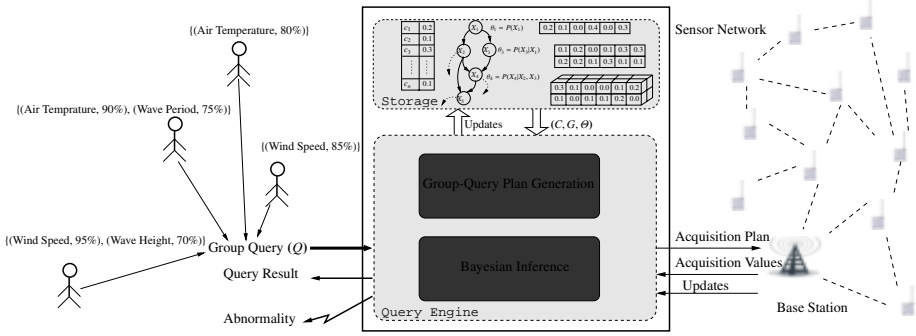 {(Air Temperature, 80%)}
{(Air Temprature, 90%), (Wave Period, 75%)}
{(Wind Speed, 85%)}
{(Wind Speed, 95%), (Wave Height, 70%)}
Group Query (Q)
Query Result
Abnormality
c₁ 0.2
c₂ 0.1
c₃ 0.3
⋮ ⋮
cₙ 0.1
X₁
X₂
X₃
X₄
θ₁ = P(X₁)
θ₃ = P(X₃|X₁)
θ₄ = P(X₄|X₂, X₃)
0.2 0.1 0.0 0.4 0.0 0.3
0.1 0.2 0.0 0.1 0.3 0.3
0.2 0.2 0.1 0.3 0.1 0.1
0.3 0.1 0.0 0.0 0.1 0.2
0.1 0.0 0.1 0.1 0.2 0.0
Storage
Updates
(C, G, Θ)
Group-Query Plan Generation
Bayesian Inference
Query Engine
Sensor Network
Acquisition Plan
Acquisition Values
Updates
Base Station